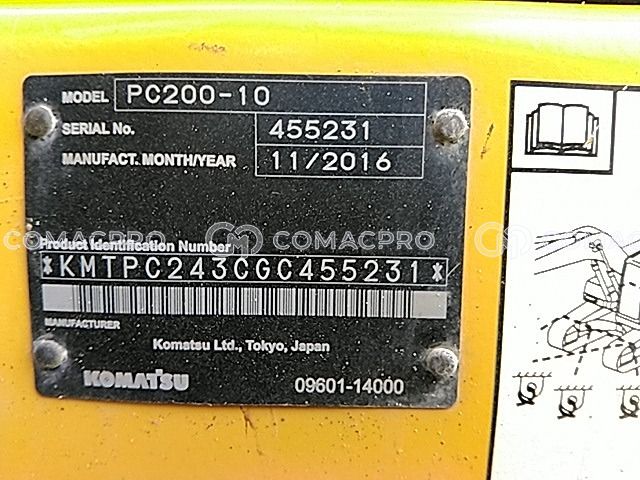 MODEL PC200-10
SERIAL No. 455231
MANUFACT. MONTH/YEAR 11/2016
COMACPRO COMACPRO
Product Identification Number
*KMTPC243CGC455231*
MANUFACTURER
Komatsu Ltd., Tokyo, Japan
KOMATSU 09601-14000